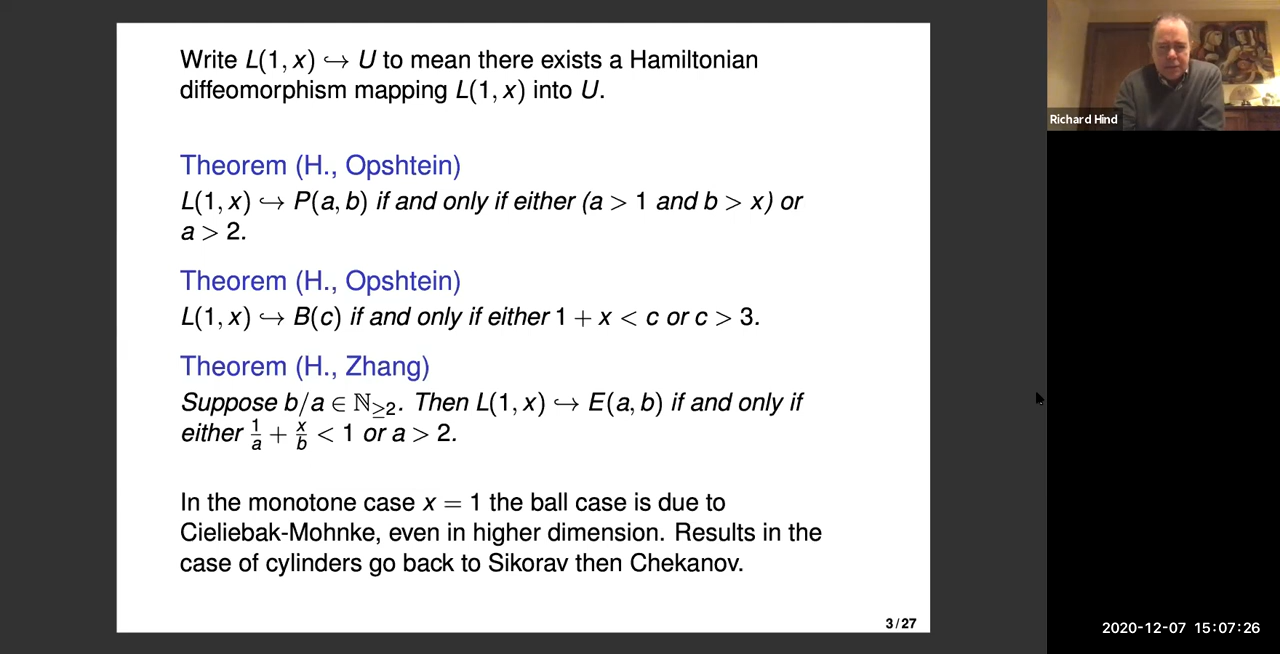 Write L(1, x) ↪ U to mean there exists a Hamiltonian
diffeomorphism mapping L(1, x) into U.
Theorem (H., Opshtein)
L(1, x) ↪ P(a, b) if and only if either (a > 1 and b > x) or
a > 2.
Theorem (H., Opshtein)
L(1, x) ↪ B(c) if and only if either 1 + x < c or c > 3.
Theorem (H., Zhang)
Suppose b/a ∈ ℕ≥2. Then L(1, x) ↪ E(a, b) if and only if
either 1/a + x/b < 1 or a > 2.
In the monotone case x = 1 the ball case is due to
Cieliebak-Mohnke, even in higher dimension. Results in the
case of cylinders go back to Sikorav then Chekanov.
3 / 27
Richard Hind
2020-12-07 15:07:26